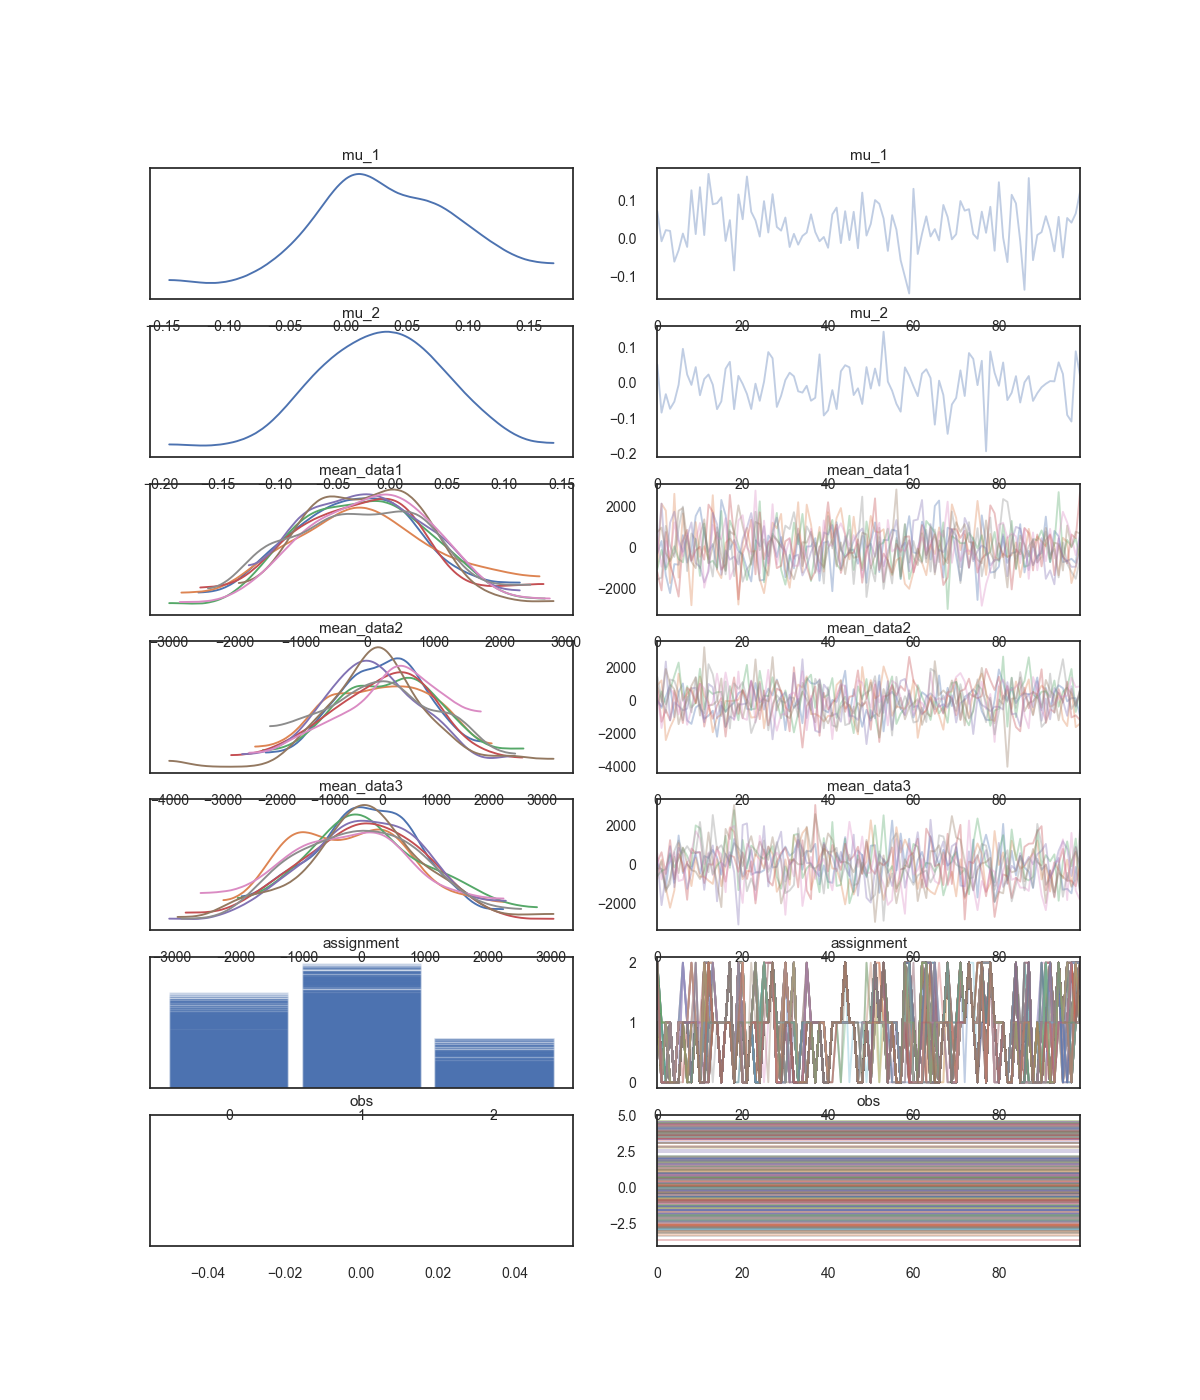 mu_1 mu_1
0.1
0.0
−0.1
−0.15 −0.10 −0.05 0.00 0.05 0.10 0.15 0 20 40 60 80
mu_2 mu_2
0.1
0.0
−0.1
−0.2
−0.20 −0.15 −0.10 −0.05 0.00 0.05 0.10 0.15 0 20 40 60 80
mean_data1 mean_data1
2000
0
−2000
−3000 −2000 −1000 0 1000 2000 3000 0 20 40 60 80
mean_data2 mean_data2
2000
0
−2000
−4000
−4000 −3000 −2000 −1000 0 1000 2000 3000 0 20 40 60 80
mean_data3 mean_data3
2000
0
−2000
−3000 −2000 −1000 0 1000 2000 3000 0 20 40 60 80
assignment assignment
2
1
0
0 1 2 0 20 40 60 80
obs obs
5.0
2.5
0.0
−2.5
−0.04 −0.02 0.00 0.02 0.04 0 20 40 60 80